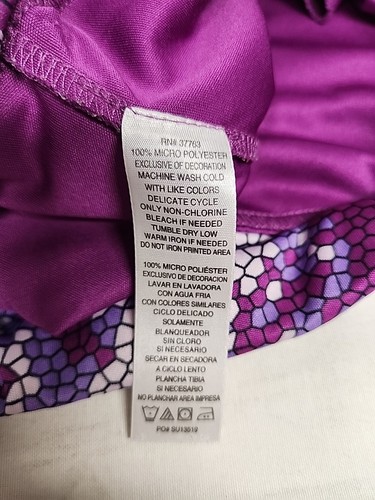 RN# 37763
100% MICRO POLYESTER
EXCLUSIVE OF DECORATION
MACHINE WASH COLD
WITH LIKE COLORS
DELICATE CYCLE
ONLY NON-CHLORINE
BLEACH IF NEEDED
TUMBLE DRY LOW
WARM IRON IF NEEDED
DO NOT IRON PRINTED AREA
100% MICRO POLIÉSTER
EXCLUSIVO DE DECORACION
LAVAR EN LAVADORA
CON AGUA FRIA
CON COLORES SIMILARES
CICLO DELICADO
SOLAMENTE
BLANQUEADOR
SIN CLORO
SI NECESARIO
SECAR EN SECADORA
A CICLO LENTO
PLANCHA TIBIA
SI NECESARIO
NO PLANCHAR AREA IMPRESA
PO# SU13019